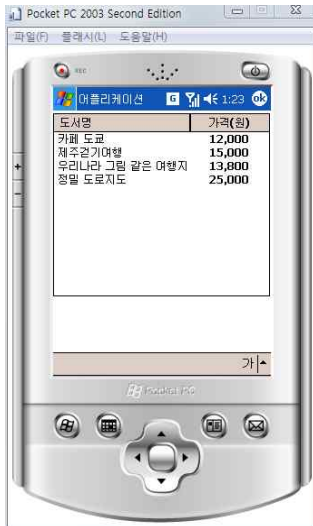 Pocket PC 2003 Second Edition
파일(F) 플래시(L) 도움말(H)
REC
어플리케이션 G 1:23 ok
도서명 가격(원)
카페 도쿄 12,000
제주걷기여행 15,000
우리나라 그림 같은 여행지 13,800
정밀 도로지도 25,000
가
Pocket PC